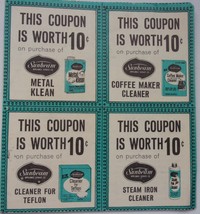 THIS COUPON
IS WORTH 10¢
on purchase of
Sunbeam
METAL
KLEAN
THIS COUPON
IS WORTH 10¢
on purchase of
Sunbeam
COFFEE MAKER
CLEANER
THIS COUPON
IS WORTH 10¢
on purchase of
Sunbeam
CLEANER FUR
TEFLON
THIS COUPON
IS WORTH 10¢
on purchase of
Sunbeam
STEAM IRON
CLEANER